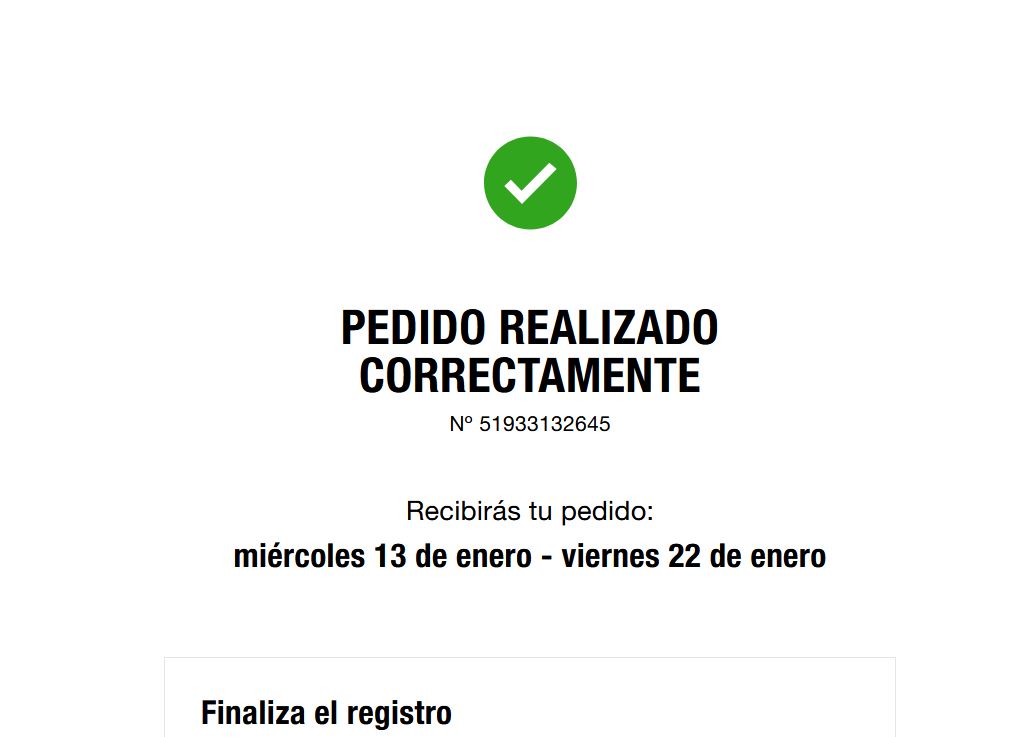 PEDIDO REALIZADO
CORRECTAMENTE
Nº 51933132645
Recibirás tu pedido:
miércoles 13 de enero - viernes 22 de enero
Finaliza el registro